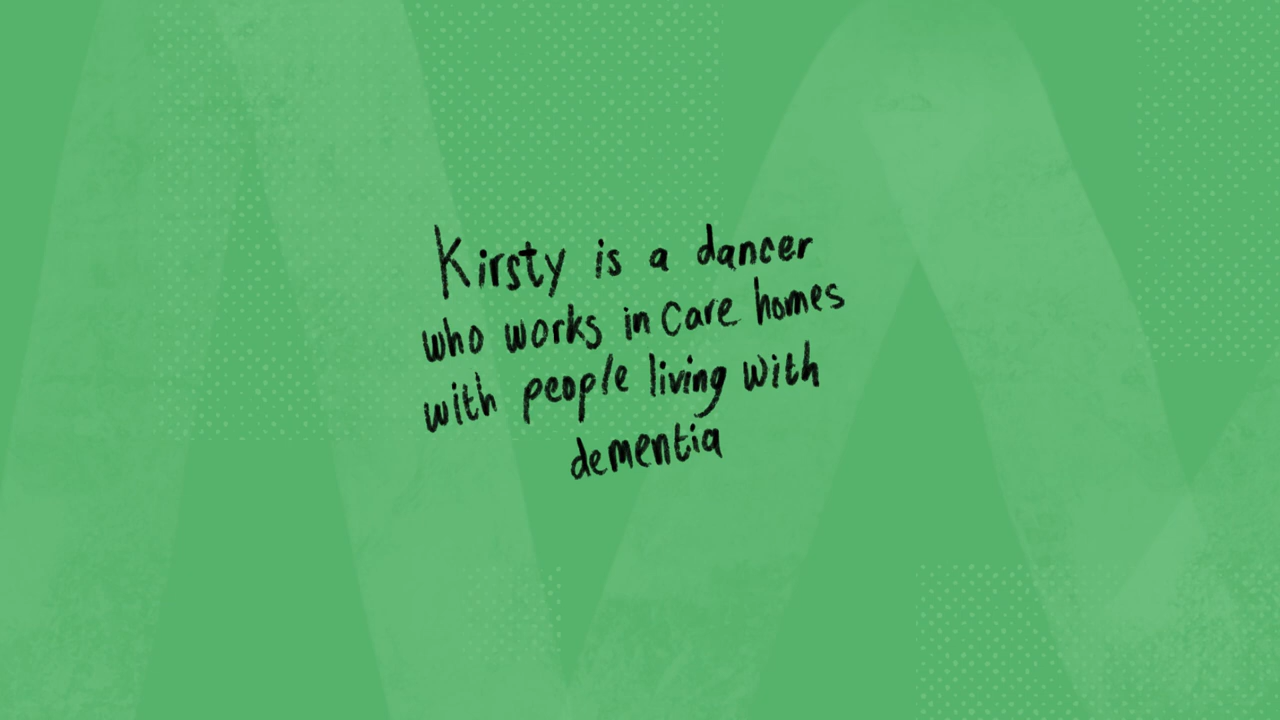 Kirsty is a dancer
who works in care homes
with people living with
dementia